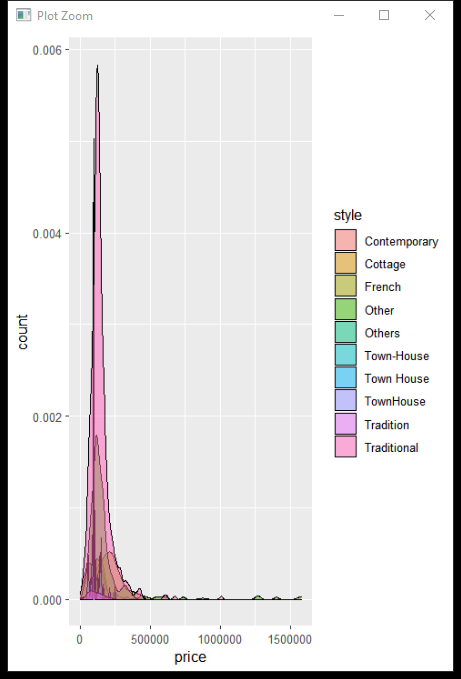 Plot Zoom
0.006
0.004
0.002
0.000
count
0
500000
1000000
1500000
price
style
Contemporary
Cottage
French
Other
Others
Town-House
Town House
TownHouse
Tradition
Traditional